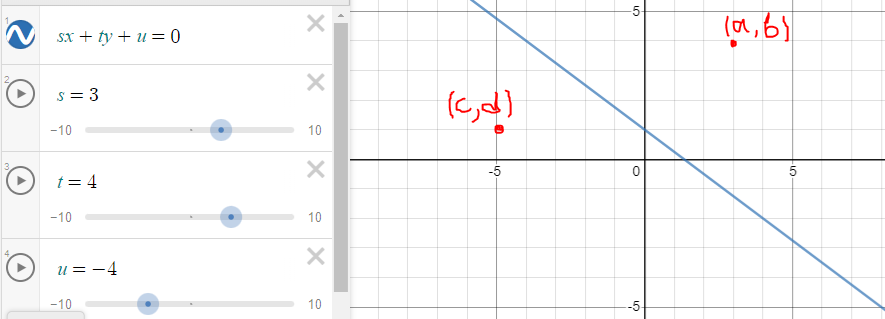 1
sx + ty + u = 0
2
s = 3
-10
10
3
t = 4
-10
10
4
u = -4
-10
10
5
(a,b)
(c,d)
-5
0
5
-5